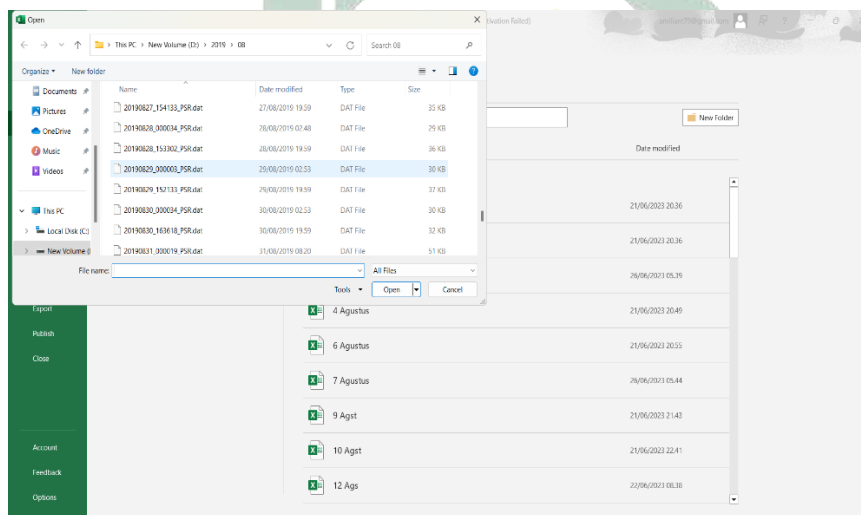 Open
This PC > New Volume (D:) > 2019 > 08
Search 08
Organize
New folder
Name Date modified Type Size
Documents
Pictures
OneDrive
Music
Videos
This PC
Local Disk (C:)
New Volume (
20190827_154133_PSR.dat 27/08/2019 19.59 DAT File 35 KB
20190828_000034_PSR.dat 28/08/2019 02.48 DAT File 29 KB
20190828_153302_PSR.dat 28/08/2019 19.59 DAT File 36 KB
20190829_000003_PSR.dat 29/08/2019 02.53 DAT File 30 KB
20190829_152133_PSR.dat 29/08/2019 19.59 DAT File 37 KB
20190830_000034_PSR.dat 30/08/2019 02.53 DAT File 30 KB
20190830_163618_PSR.dat 30/08/2019 19.59 DAT File 32 KB
20190831_000019_PSR.dat 31/08/2019 08.20 DAT File 51 KB
File name:
All Files
Tools
Open
Cancel
tivation Failed)
New Folder
Date modified
21/06/2023 20.36
21/06/2023 20.36
26/06/2023 05.39
4 Agustus 21/06/2023 20.49
6 Agustus 21/06/2023 20.55
7 Agustus 26/06/2023 05.44
9 Agst 21/06/2023 21.43
10 Agst 21/06/2023 22.41
12 Ags 22/06/2023 08.38
Export
Publish
Close
Account
Feedback
Options